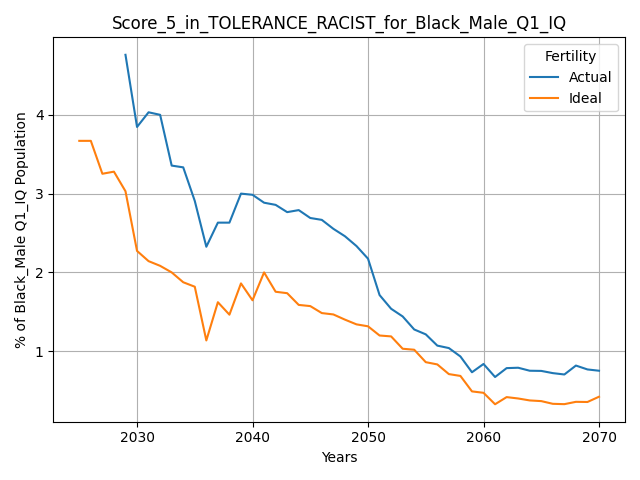 Score_5_in_TOLERANCE_RACIST_for_Black_Male_Q1_IQ
Fertility
Actual
Ideal
% of Black_Male Q1_IQ Population
4
3
2
1
2030 2040 2050 2060 2070
Years